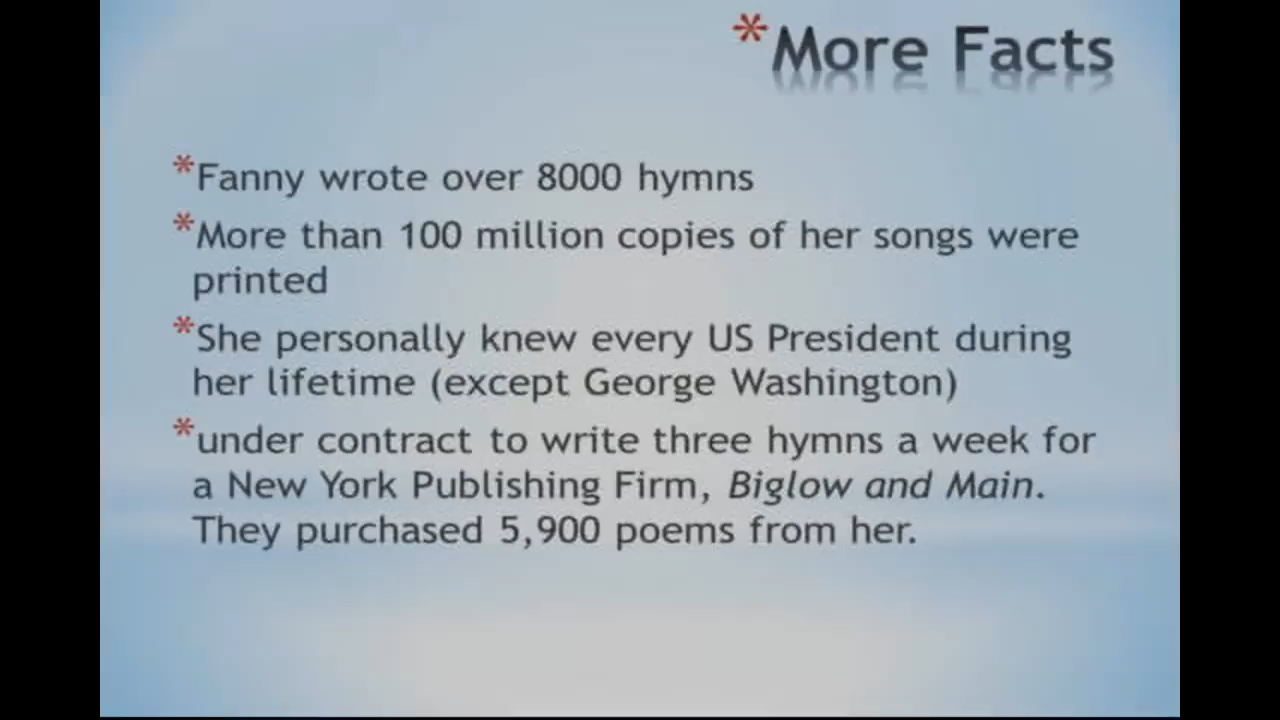 *More Facts
*Fanny wrote over 8000 hymns
*More than 100 million copies of her songs were
printed
*She personally knew every US President during
her lifetime (except George Washington)
*under contract to write three hymns a week for
a New York Publishing Firm, Biglow and Main.
They purchased 5,900 poems from her.